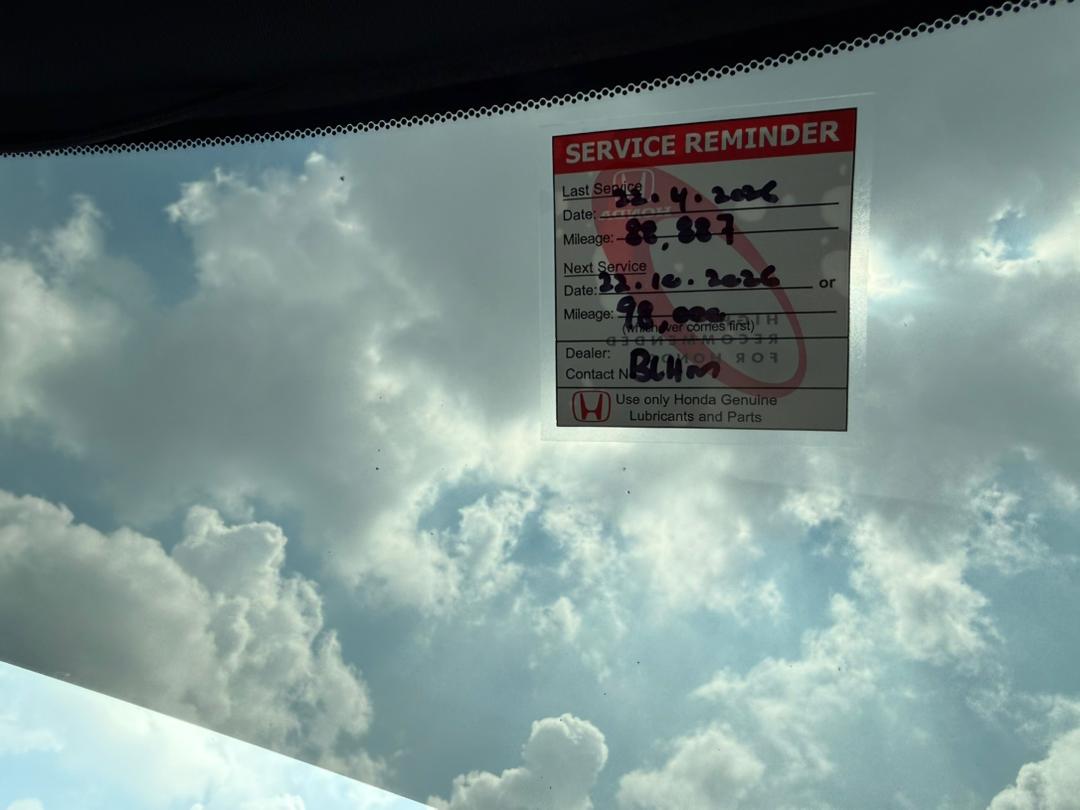 SERVICE REMINDER
Last Service
Date: 22.4.2026
Mileage: 88,887
Next Service
Date: 22.10.2026 or
Mileage: 98,000
(whichever comes first)
Dealer:
Contact N
Use only Honda Genuine
Lubricants and Parts